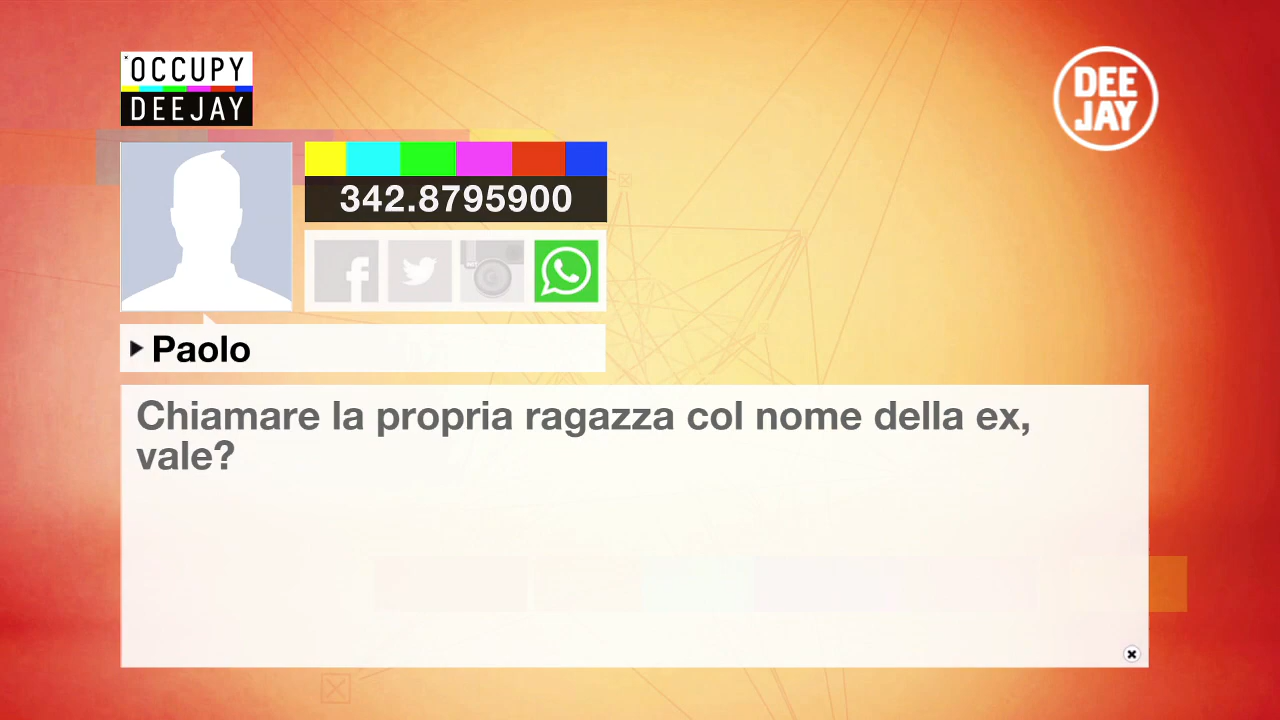 OCCUPY
DEEJAY
DEE
JAY
342.8795900
Paolo
Chiamare la propria ragazza col nome della ex,
vale?